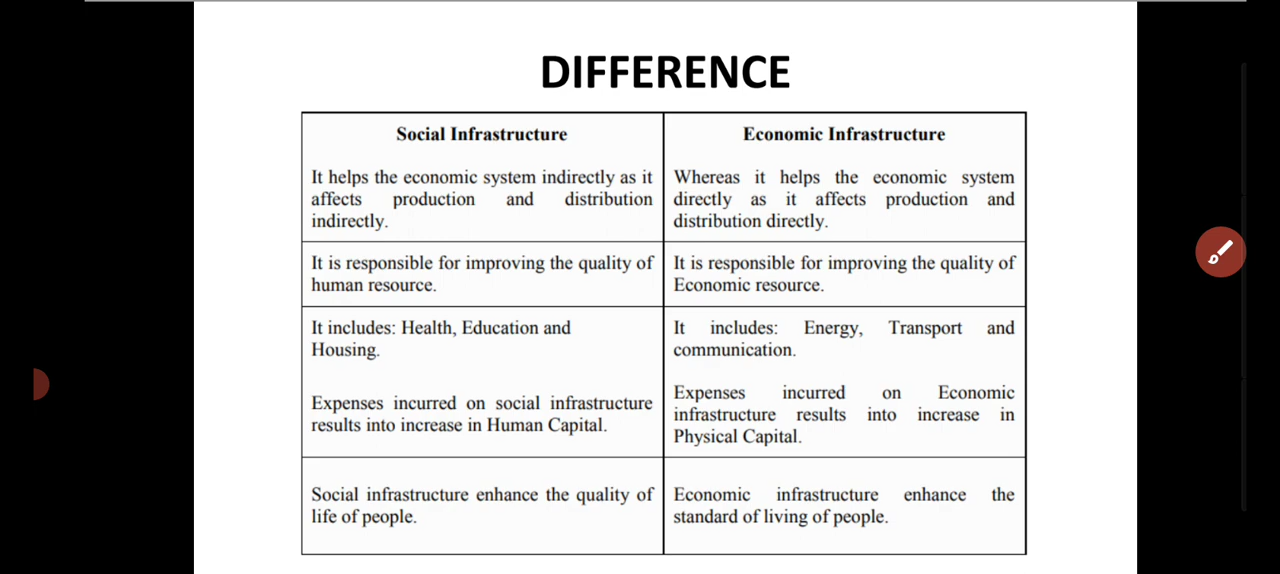 DIFFERENCE
Social Infrastructure
It helps the economic system indirectly as it
affects production and distribution
indirectly.
Economic Infrastructure
Whereas it helps the economic system
directly as it affects production and
distribution directly.
It is responsible for improving the quality of
human resource.
It is responsible for improving the quality of
Economic resource.
It includes: Health, Education and
Housing.
Expenses incurred on social infrastructure
results into increase in Human Capital.
It includes: Energy, Transport and
communication.
Expenses incurred on Economic
infrastructure results into increase in
Physical Capital.
Social infrastructure enhance the quality of
life of people.
Economic infrastructure enhance the
standard of living of people.